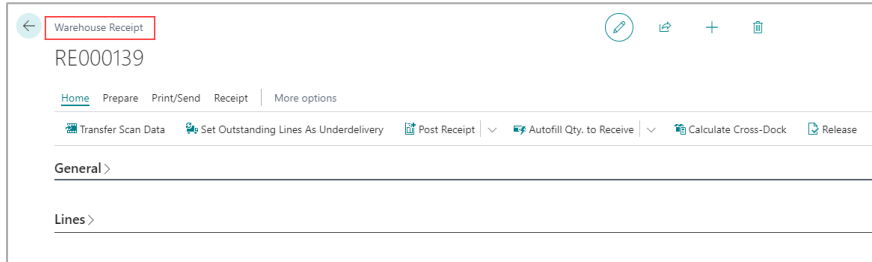 Warehouse Receipt
RE000139
Home Prepare Print/Send Receipt More options
Transfer Scan Data Set Outstanding Lines As Underdelivery Post Receipt Autofill Qty. to Receive Calculate Cross-Dock Release
General
Lines